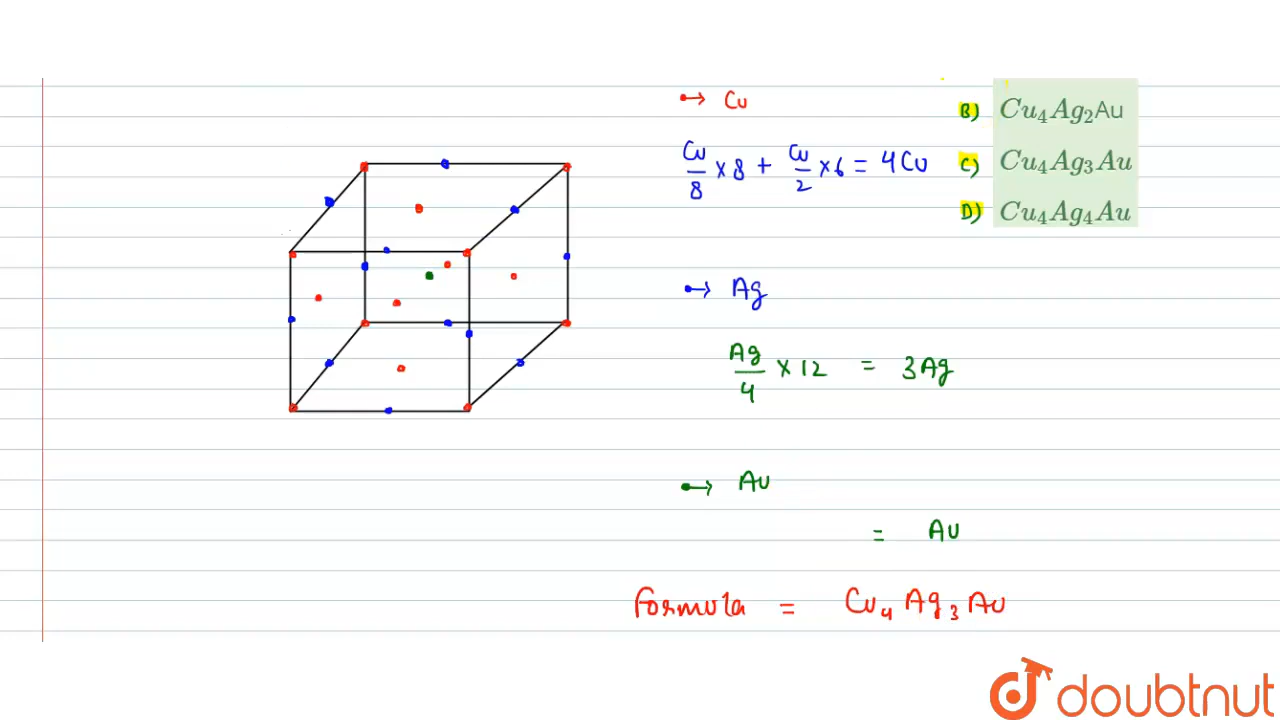 → Cu
Cu/8 × 8 + Cu/2 × 6 = 4Cu
B) Cu₄Ag₂Au
C) Cu₄Ag₃Au
D) Cu₄Ag₄Au
→ Ag
Ag/4 × 12 = 3Ag
→ Au
= Au
Formula = Cu₄ Ag₃ Au
doubtnut